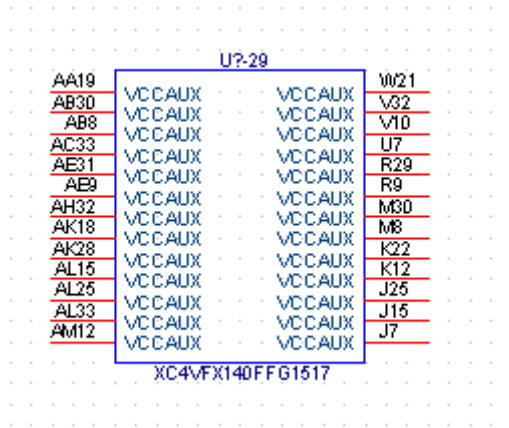 U?-29
AA19 VCCAUX VCCAUX W21
AB30 VCCAUX VCCAUX V32
AB8 VCCAUX VCCAUX V10
AC33 VCCAUX VCCAUX U7
AE31 VCCAUX VCCAUX R29
AE9 VCCAUX VCCAUX R9
AH32 VCCAUX VCCAUX M30
AK18 VCCAUX VCCAUX M8
AK28 VCCAUX VCCAUX K22
AL15 VCCAUX VCCAUX K12
AL25 VCCAUX VCCAUX J25
AL33 VCCAUX VCCAUX J15
AM12 VCCAUX VCCAUX J7
XC4VFX140FFG1517